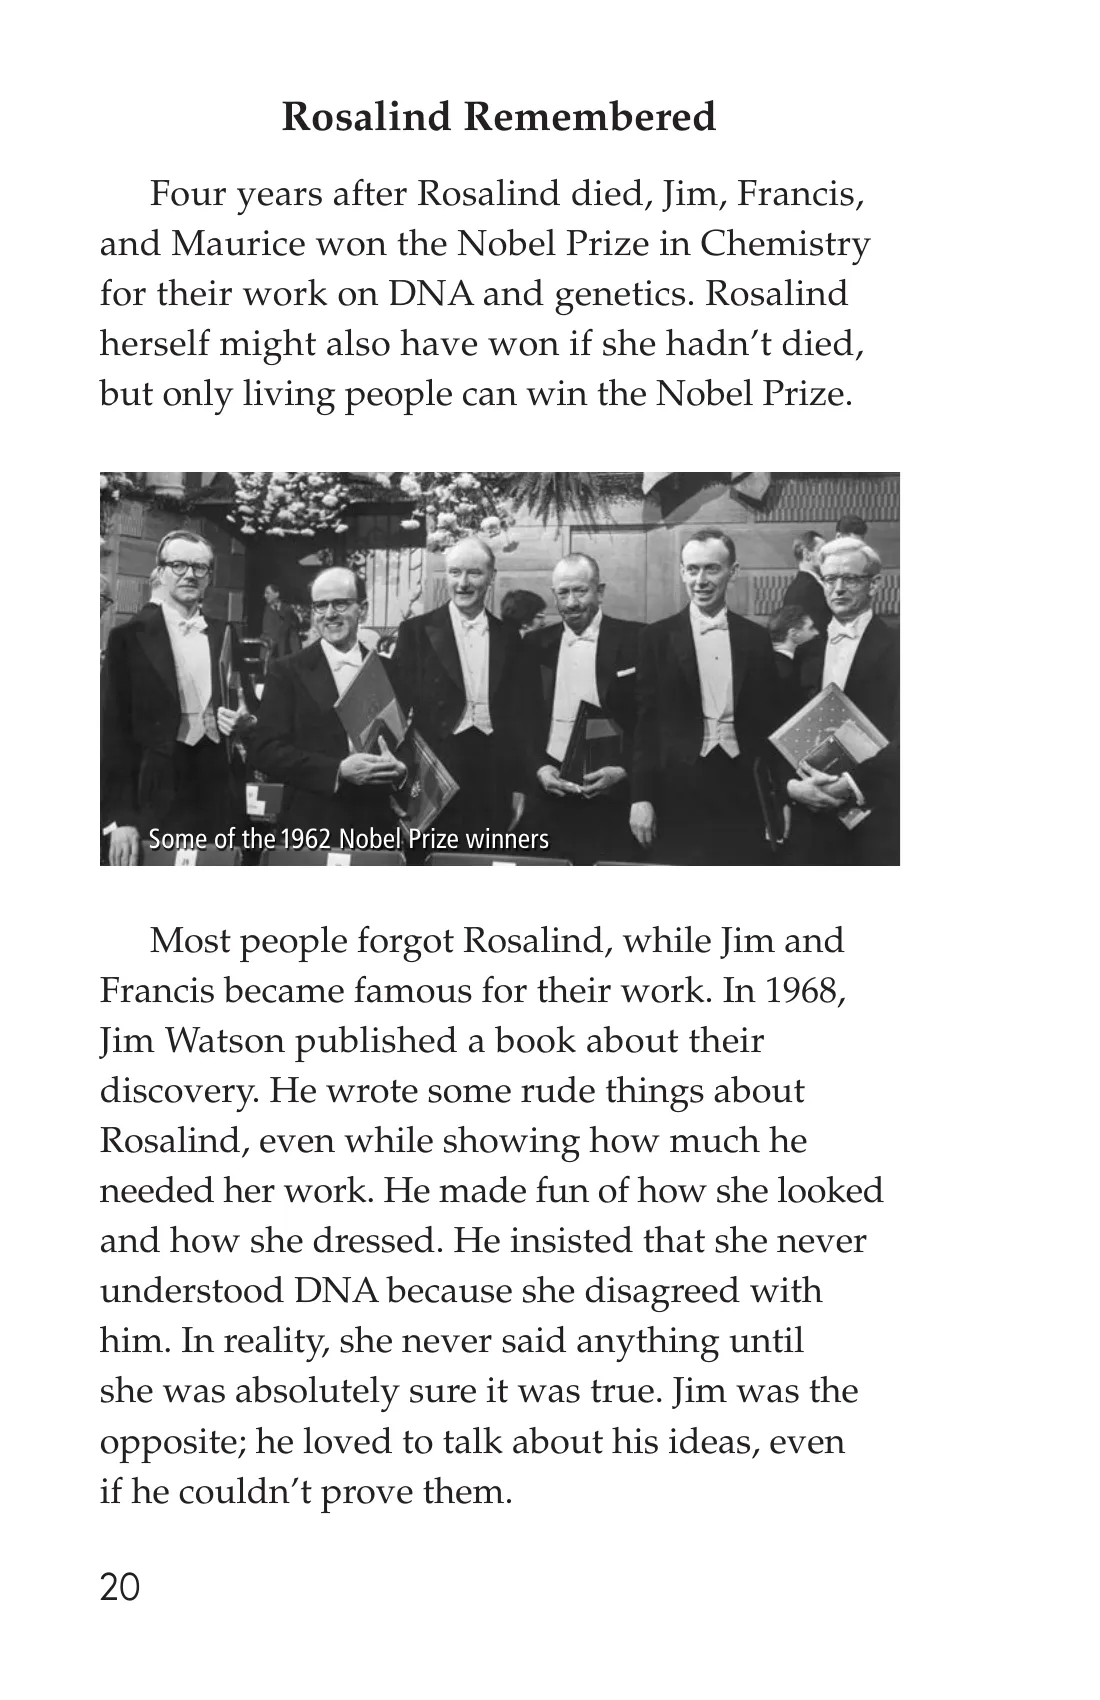 Rosalind Remembered
Four years after Rosalind died, Jim, Francis,
and Maurice won the Nobel Prize in Chemistry
for their work on DNA and genetics. Rosalind
herself might also have won if she hadn’t died,
but only living people can win the Nobel Prize.
Some of the 1962 Nobel Prize winners
Most people forgot Rosalind, while Jim and
Francis became famous for their work. In 1968,
Jim Watson published a book about their
discovery. He wrote some rude things about
Rosalind, even while showing how much he
needed her work. He made fun of how she looked
and how she dressed. He insisted that she never
understood DNA because she disagreed with
him. In reality, she never said anything until
she was absolutely sure it was true. Jim was the
opposite; he loved to talk about his ideas, even
if he couldn’t prove them.
20